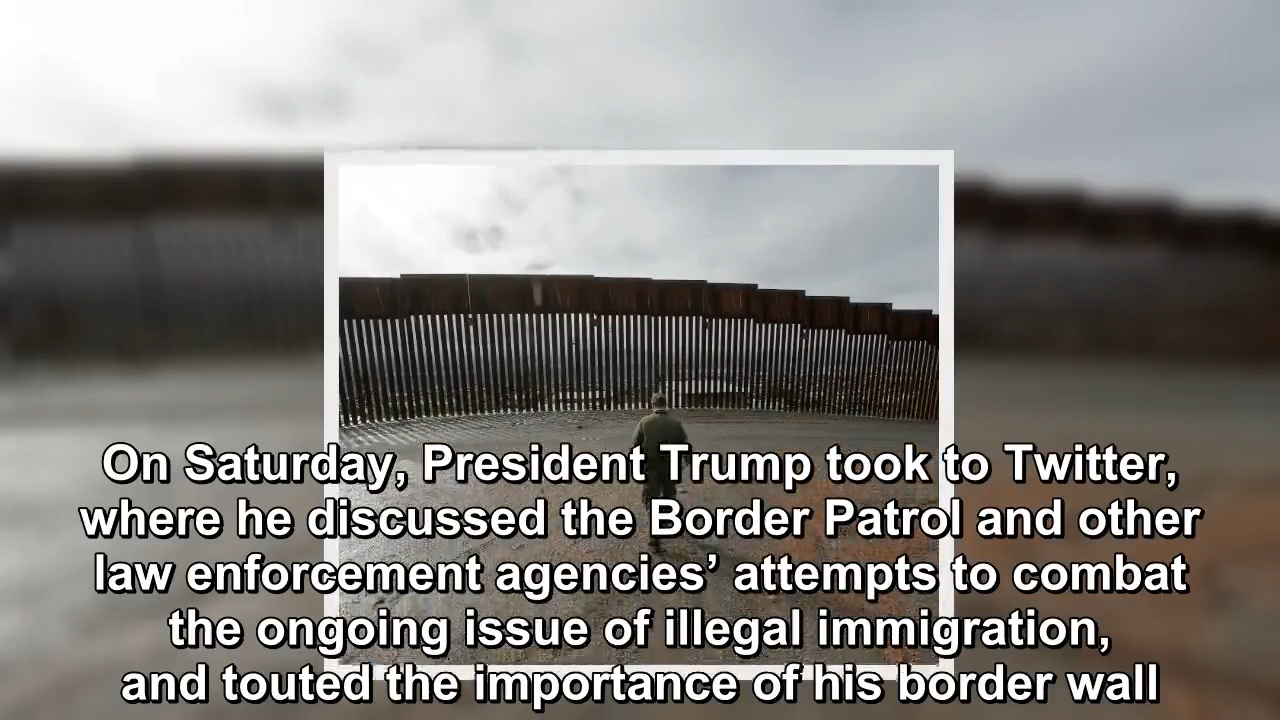 On Saturday, President Trump took to Twitter,
where he discussed the Border Patrol and other
law enforcement agencies’ attempts to combat
the ongoing issue of illegal immigration,
and touted the importance of his border wall